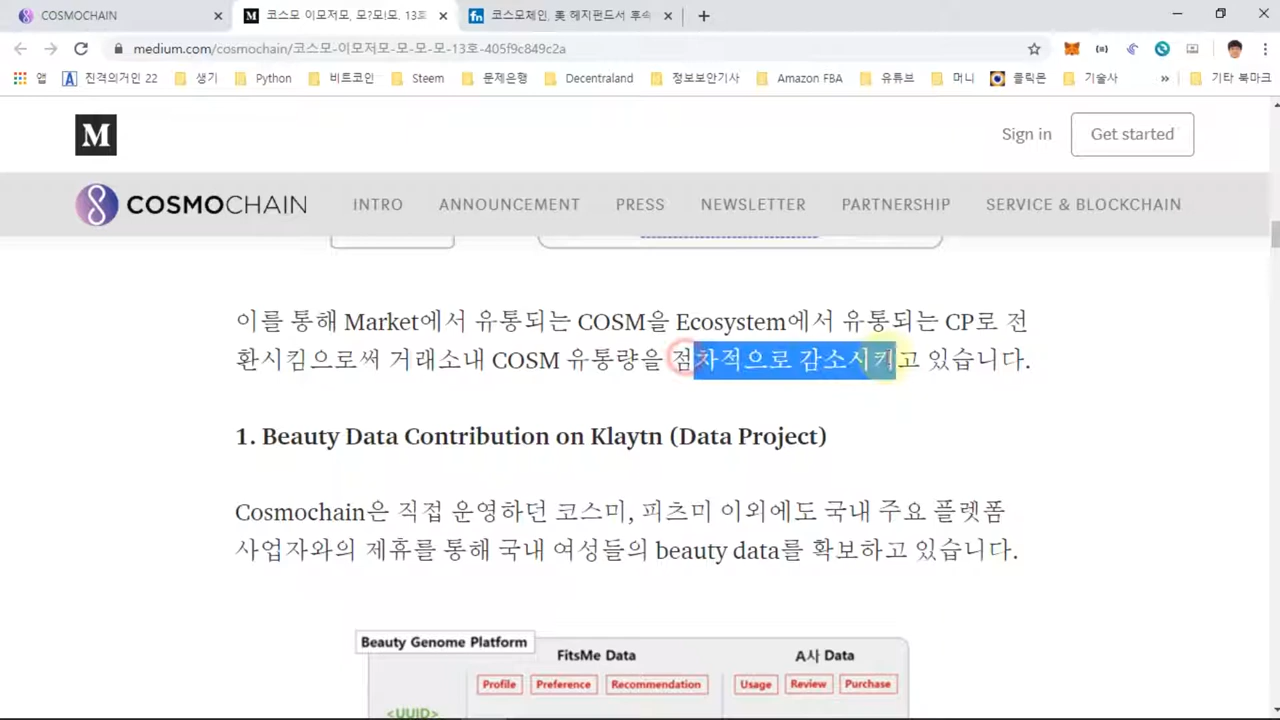 COSMOCHAIN
코스모 이모저모, 모?모!모. 13호
코스모체인, 美 헤지펀드서 후속
medium.com/cosmochain/코스모-이모저모-모-모-모-13호-405f9c849c2a
앱 진격의거인 22 생기 Python 비트코인 Steem 문제은행 Decentraland 정보보안기사 Amazon FBA 유튜브 머니 콜릭몬 기술사 » 기타 북마크
M Sign in Get started
COSMOCHAIN INTRO ANNOUNCEMENT PRESS NEWSLETTER PARTNERSHIP SERVICE & BLOCKCHAIN
이를 통해 Market에서 유통되는 COSM을 Ecosystem에서 유통되는 CP로 전
환시킴으로써 거래소내 COSM 유통량을 점차적으로 감소시키고 있습니다.
1. Beauty Data Contribution on Klaytn (Data Project)
Cosmochain은 직접 운영하던 코스미, 피츠미 이외에도 국내 주요 플렛폼
사업자와의 제휴를 통해 국내 여성들의 beauty data를 확보하고 있습니다.
Beauty Genome Platform
FitsMe Data A사 Data
Profile Preference Recommendation Usage Review Purchase
<UUID>